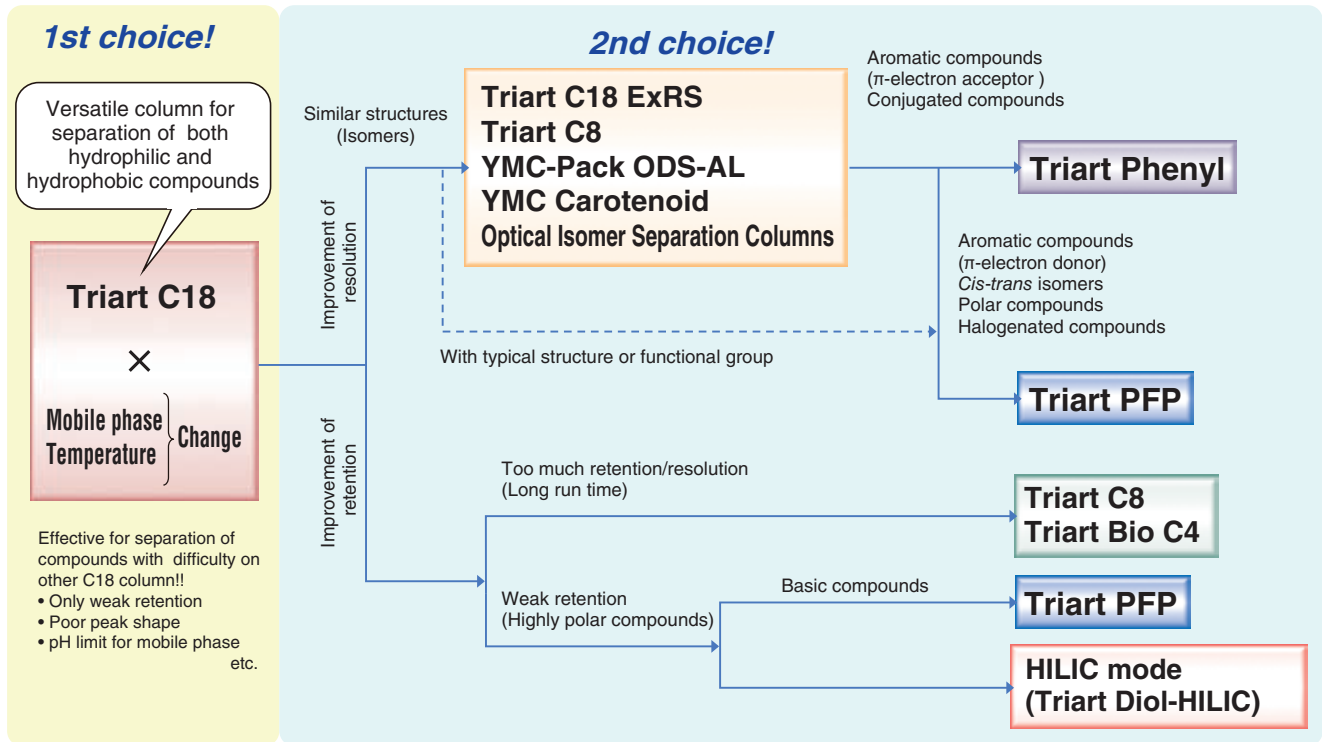 1st choice!
Versatile column for
separation of both
hydrophilic and
hydrophobic compounds
Triart C18
×
Mobile phase
Temperature
Change
Effective for separation of
compounds with difficulty on
other C18 column!!
• Only weak retention
• Poor peak shape
• pH limit for mobile phase
etc.
2nd choice!
Similar structures
(Isomers)
Improvement of
resolution
Triart C18 ExRS
Triart C8
YMC-Pack ODS-AL
YMC Carotenoid
Optical Isomer Separation Columns
With typical structure or functional group
Aromatic compounds
(π-electron acceptor )
Conjugated compounds
Triart Phenyl
Aromatic compounds
(π-electron donor)
Cis-trans isomers
Polar compounds
Halogenated compounds
Triart PFP
Improvement of
retention
Too much retention/resolution
(Long run time)
Triart C8
Triart Bio C4
Weak retention
(Highly polar compounds)
Basic compounds
Triart PFP
HILIC mode
(Triart Diol-HILIC)